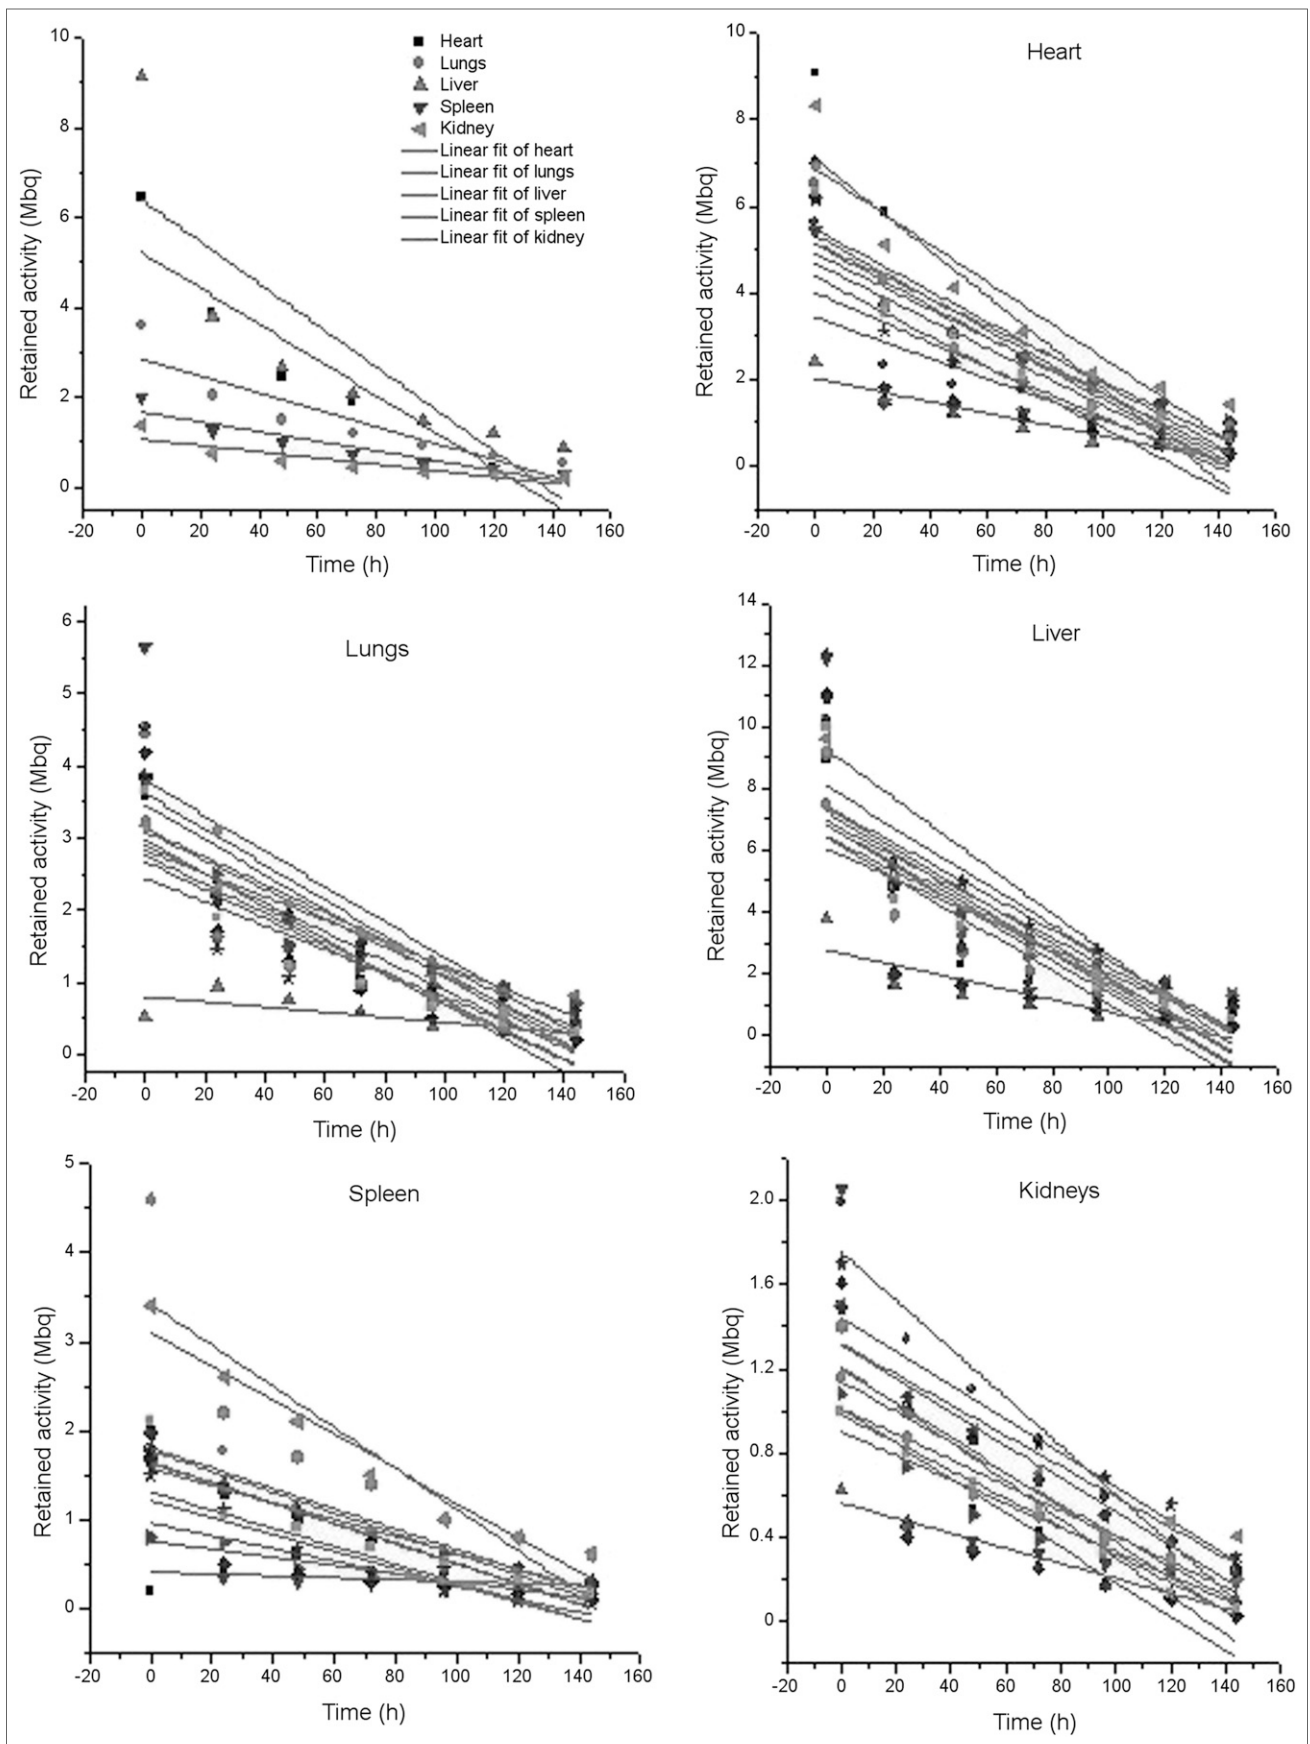 10
8
6
4
2
0
-20 0 20 40 60 80 100 120 140 160
Retained activity (Mbq)
Time (h)
Heart
Lungs
Liver
Spleen
Kidney
Linear fit of heart
Linear fit of lungs
Linear fit of liver
Linear fit of spleen
Linear fit of kidney
Heart
10
8
6
4
2
0
-20 0 20 40 60 80 100 120 140 160
Retained activity (Mbq)
Time (h)
Lungs
6
5
4
3
2
1
0
-20 0 20 40 60 80 100 120 140 160
Retained activity (Mbq)
Time (h)
Liver
14
12
10
8
6
4
2
0
-20 0 20 40 60 80 100 120 140 160
Retained activity (Mbq)
Time (h)
Spleen
5
4
3
2
1
0
-20 0 20 40 60 80 100 120 140 160
Retained activity (Mbq)
Time (h)
Kidneys
2.0
1.6
1.2
0.8
0.4
0
-20 0 20 40 60 80 100 120 140 160
Retained activity (Mbq)
Time (h)